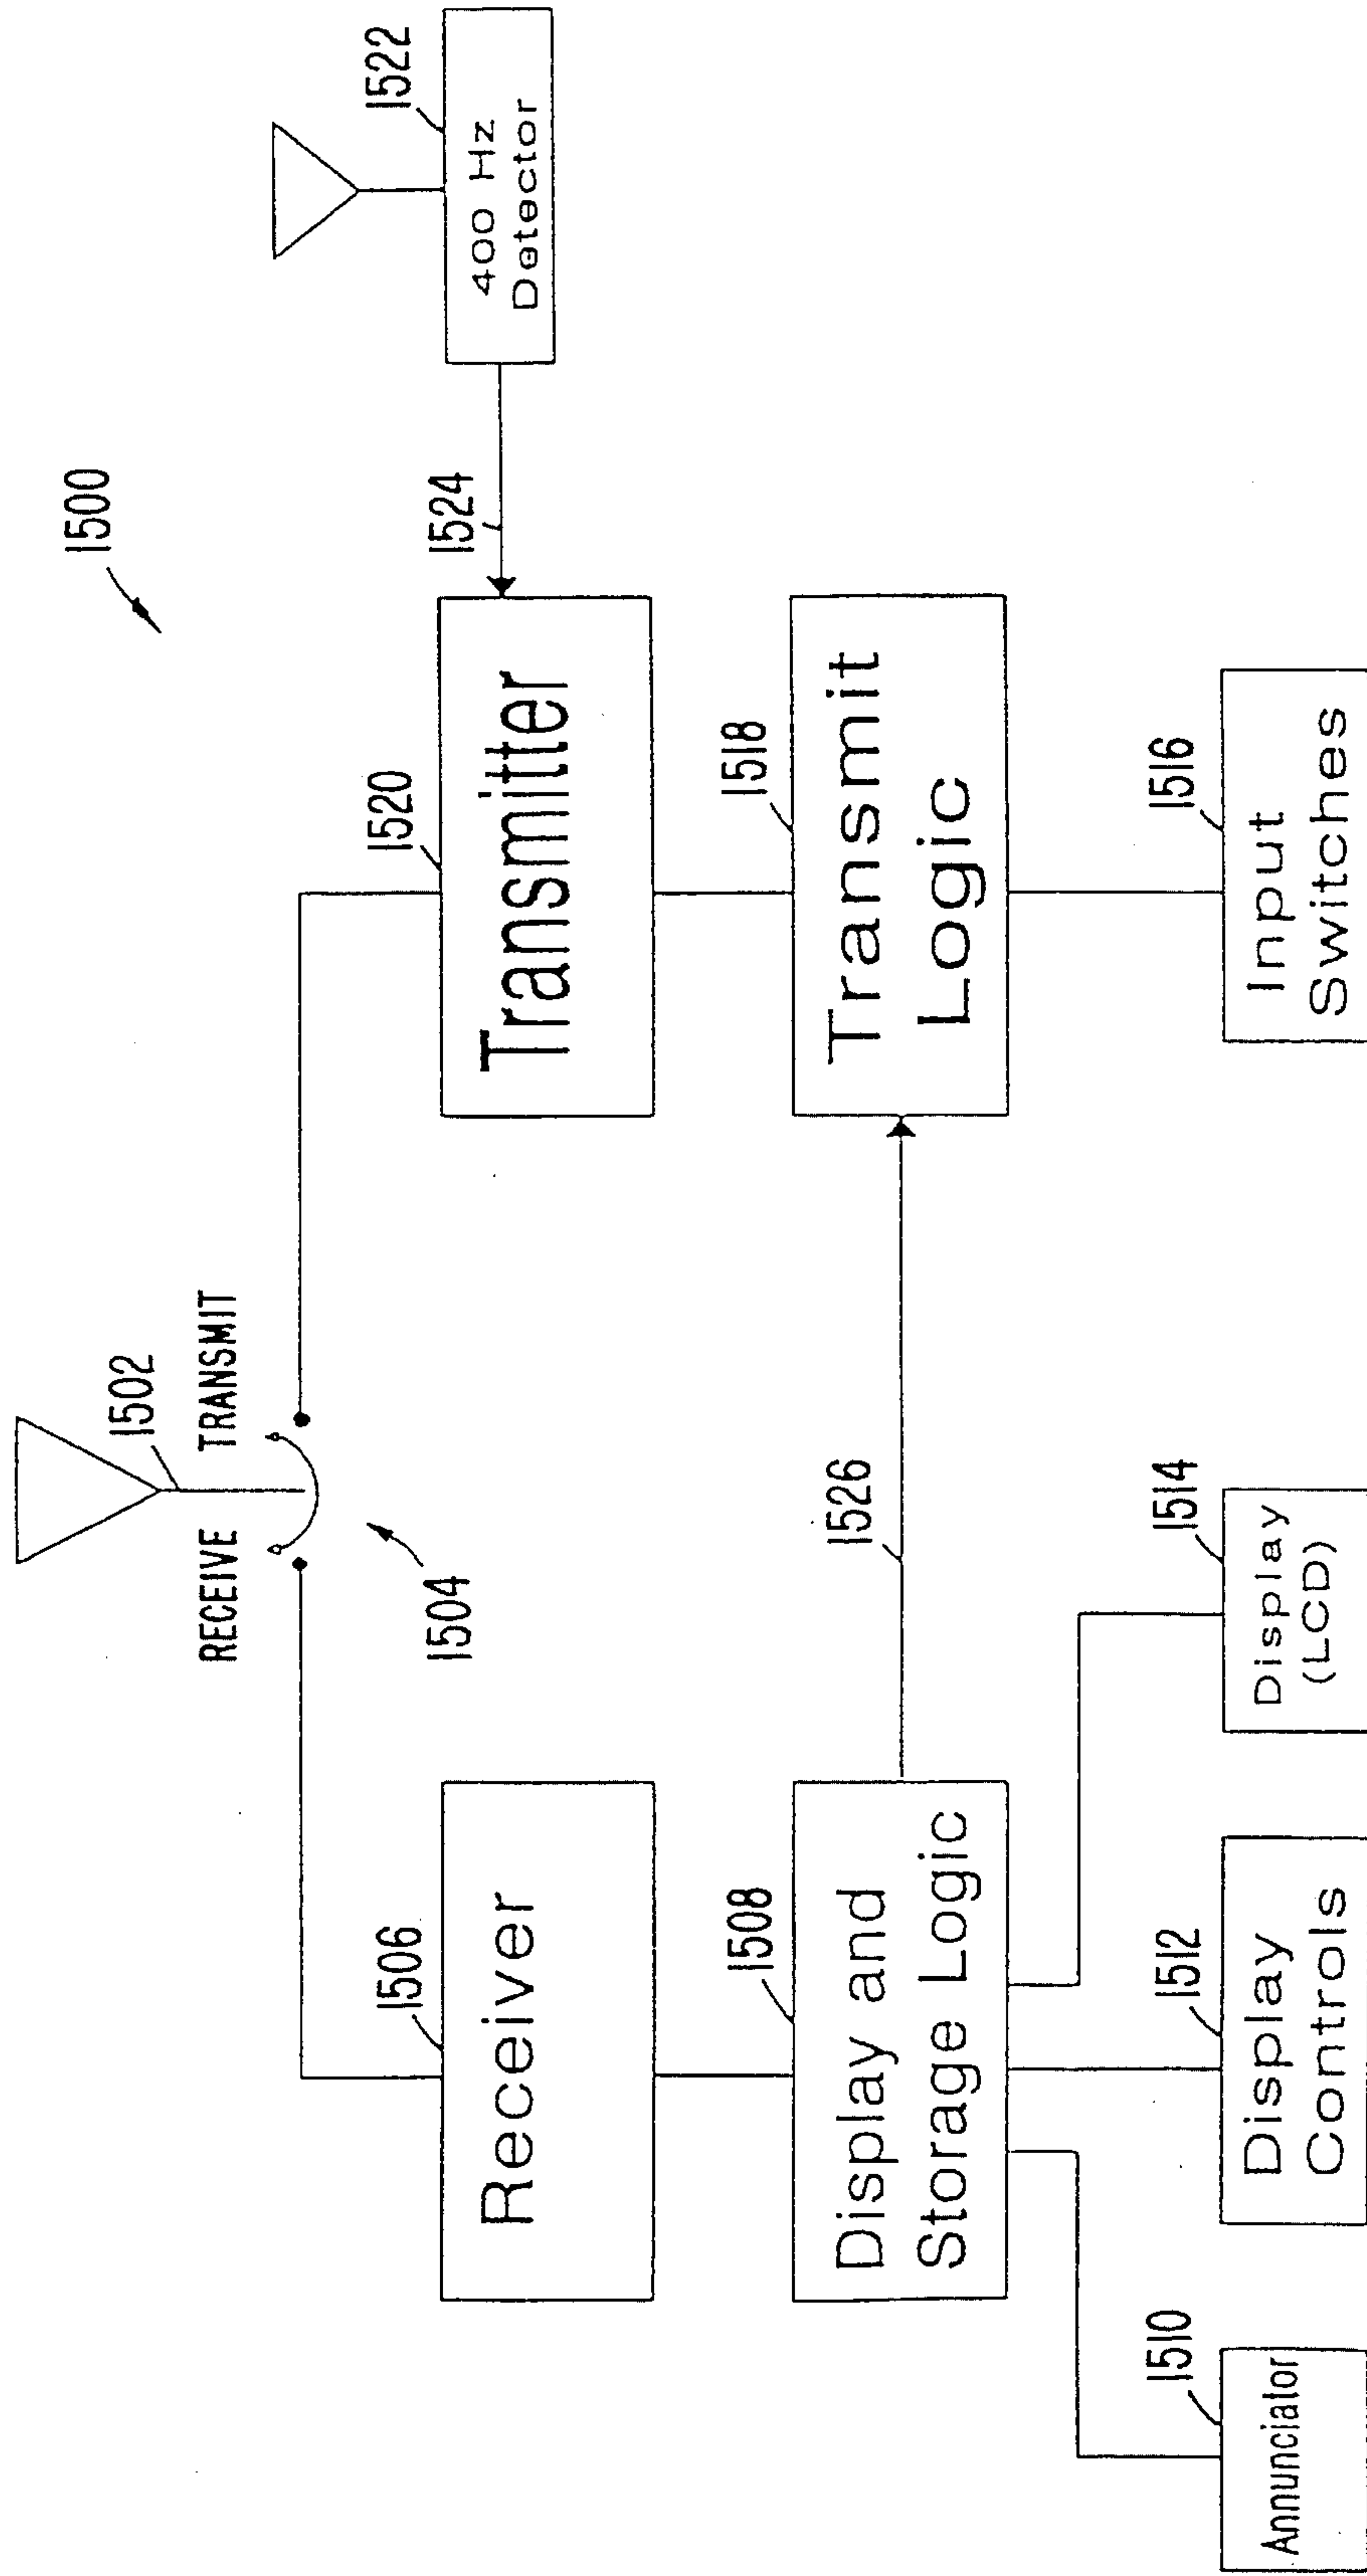 1500
1502
RECEIVE TRANSMIT
1504
1506
Receiver
1520
Transmitter
1524
1522
400 Hz
Detector
1508
Display and
Storage Logic
1526
1518
Transmit
Logic
1510
Annunciator
1512
Display
Controls
1514
Display
(LCD)
1516
Input
Switches